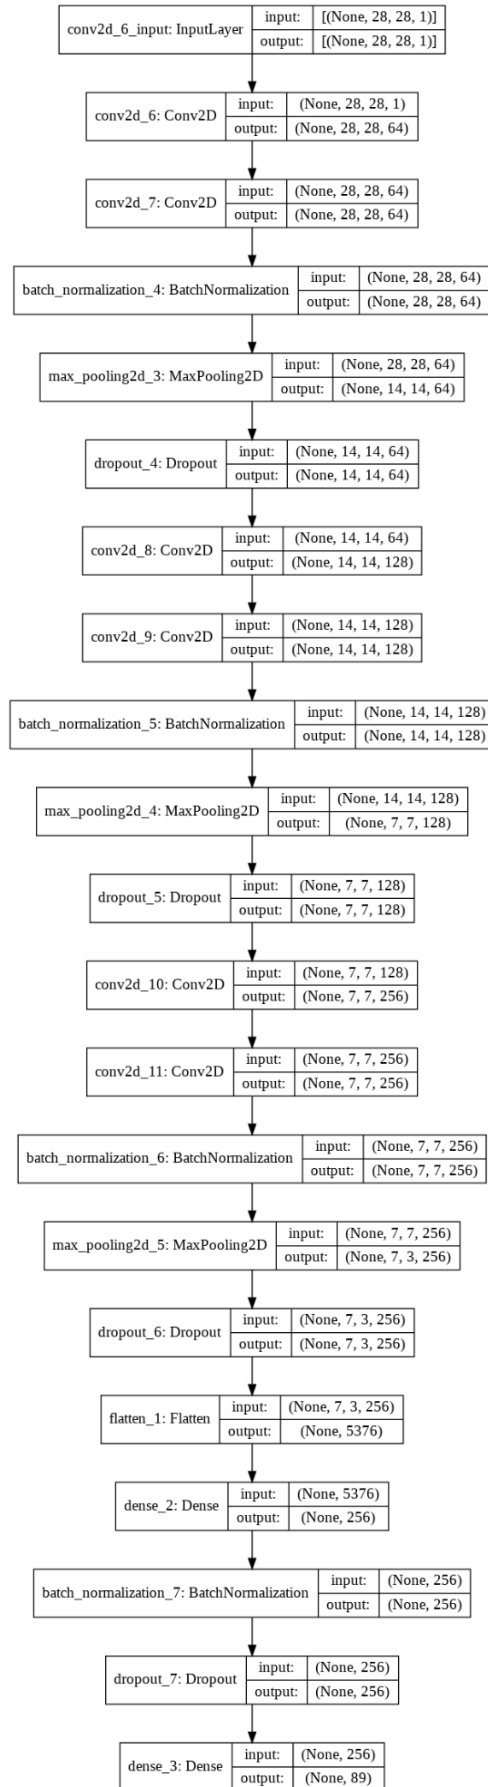 conv2d_6_input: InputLayer
input: [(None, 28, 28, 1)]
output: [(None, 28, 28, 1)]
conv2d_6: Conv2D
input: (None, 28, 28, 1)
output: (None, 28, 28, 64)
conv2d_7: Conv2D
input: (None, 28, 28, 64)
output: (None, 28, 28, 64)
batch_normalization_4: BatchNormalization
input: (None, 28, 28, 64)
output: (None, 28, 28, 64)
max_pooling2d_3: MaxPooling2D
input: (None, 28, 28, 64)
output: (None, 14, 14, 64)
dropout_4: Dropout
input: (None, 14, 14, 64)
output: (None, 14, 14, 64)
conv2d_8: Conv2D
input: (None, 14, 14, 64)
output: (None, 14, 14, 128)
conv2d_9: Conv2D
input: (None, 14, 14, 128)
output: (None, 14, 14, 128)
batch_normalization_5: BatchNormalization
input: (None, 14, 14, 128)
output: (None, 14, 14, 128)
max_pooling2d_4: MaxPooling2D
input: (None, 14, 14, 128)
output: (None, 7, 7, 128)
dropout_5: Dropout
input: (None, 7, 7, 128)
output: (None, 7, 7, 128)
conv2d_10: Conv2D
input: (None, 7, 7, 128)
output: (None, 7, 7, 256)
conv2d_11: Conv2D
input: (None, 7, 7, 256)
output: (None, 7, 7, 256)
batch_normalization_6: BatchNormalization
input: (None, 7, 7, 256)
output: (None, 7, 7, 256)
max_pooling2d_5: MaxPooling2D
input: (None, 7, 7, 256)
output: (None, 7, 3, 256)
dropout_6: Dropout
input: (None, 7, 3, 256)
output: (None, 7, 3, 256)
flatten_1: Flatten
input: (None, 7, 3, 256)
output: (None, 5376)
dense_2: Dense
input: (None, 5376)
output: (None, 256)
batch_normalization_7: BatchNormalization
input: (None, 256)
output: (None, 256)
dropout_7: Dropout
input: (None, 256)
output: (None, 256)
dense_3: Dense
input: (None, 256)
output: (None, 89)